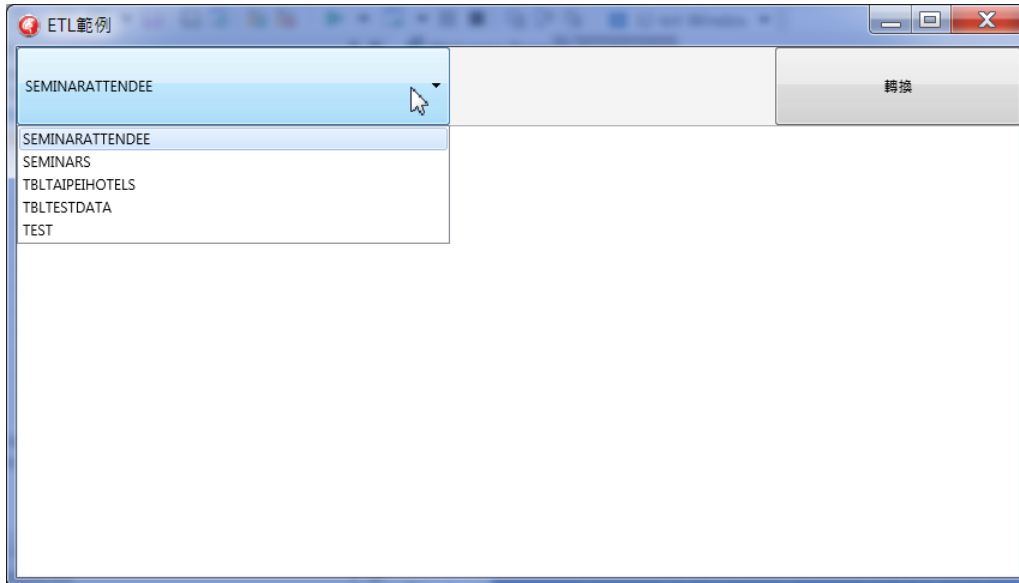 ETL範例
SEMINARATTENDEE
轉換
SEMINARATTENDEE
SEMINARS
TBLTAIPEIHOTELS
TBLTESTDATA
TEST